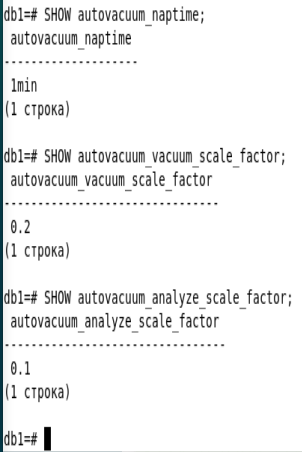 db1=# SHOW autovacuum_naptime;
 autovacuum_naptime
--------------------
 1min
(1 строка)

db1=# SHOW autovacuum_vacuum_scale_factor;
 autovacuum_vacuum_scale_factor
--------------------------------
 0.2
(1 строка)

db1=# SHOW autovacuum_analyze_scale_factor;
 autovacuum_analyze_scale_factor
---------------------------------
 0.1
(1 строка)

db1=#